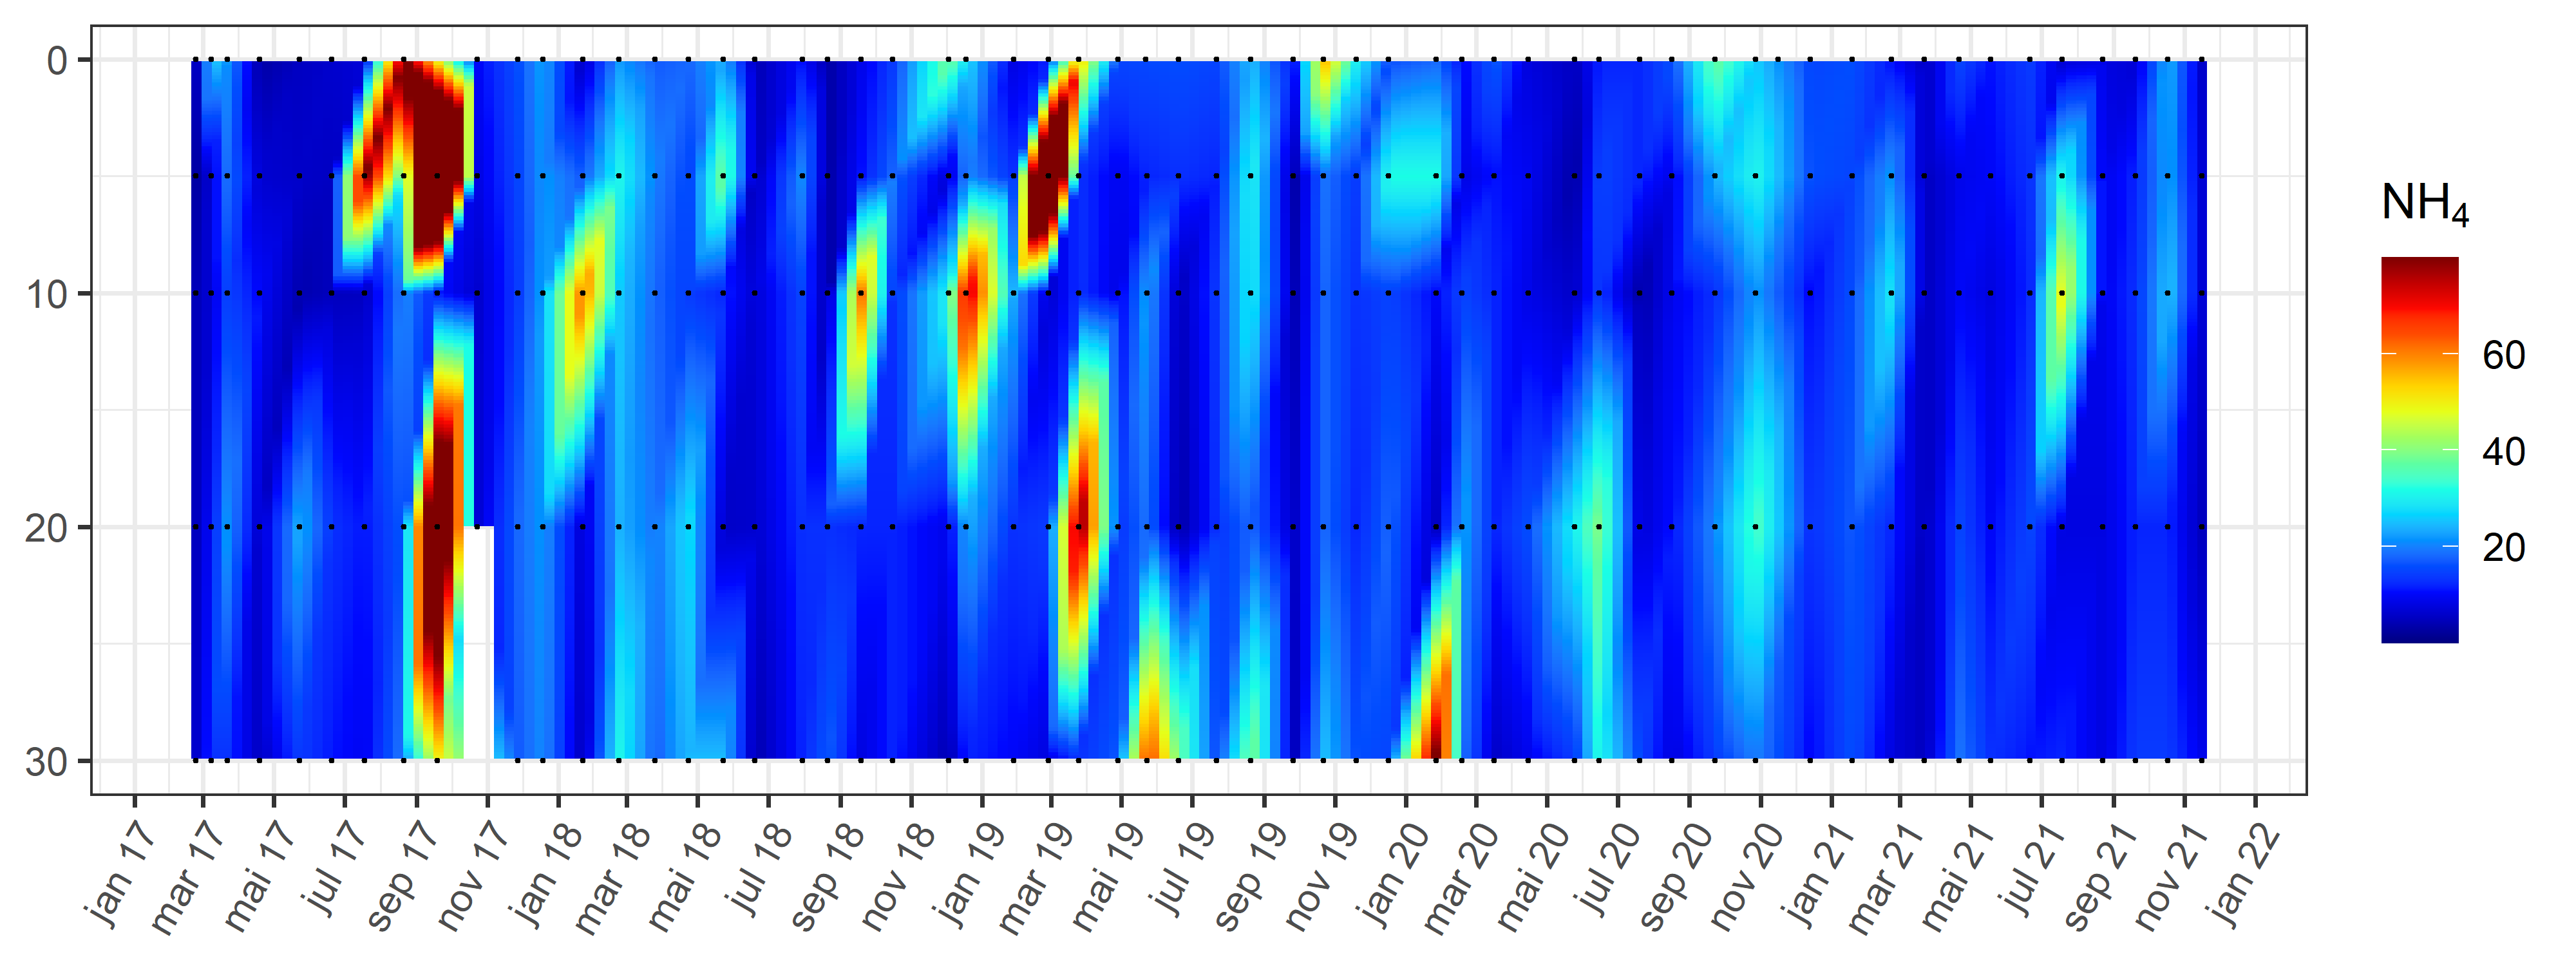 0
10
20
30
jan 17
mar 17
mai 17
jul 17
sep 17
nov 17
jan 18
mar 18
mai 18
jul 18
sep 18
nov 18
jan 19
mar 19
mai 19
jul 19
sep 19
nov 19
jan 20
mar 20
mai 20
jul 20
sep 20
nov 20
jan 21
mar 21
mai 21
jul 21
sep 21
nov 21
jan 22
NH₄
60
40
20